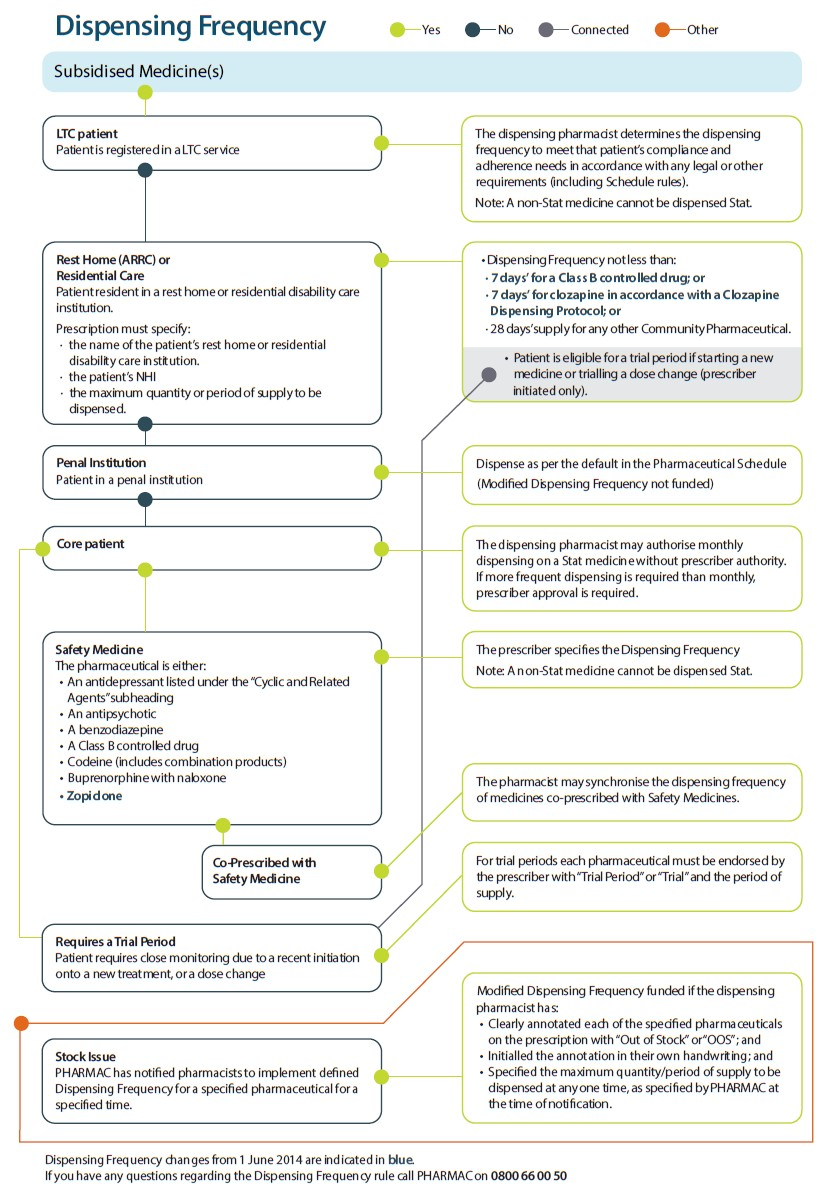 Dispensing Frequency
Yes
No
Connected
Other
Subsidised Medicine(s)
LTC patient
Patient is registered in a LTC service
The dispensing pharmacist determines the dispensing
frequency to meet that patient's compliance and
adherence needs in accordance with any legal or other
requirements (including Schedule rules).
Note: A non-Stat medicine cannot be dispensed Stat.
Rest Home (ARRC) or
Residential Care
Patient resident in a rest home or residential disability care
institution.
Prescription must specify:
· the name of the patient's rest home or residential
disability care institution.
· the patient's NHI
· the maximum quantity or period of supply to be
dispensed.
• Dispensing Frequency not less than:
· 7 days' for a Class B controlled drug; or
· 7 days' for clozapine in accordance with a Clozapine
Dispensing Protocol; or
· 28 days' supply for any other Community Pharmaceutical.
• Patient is eligible for a trial period if starting a new
medicine or trialling a dose change (prescriber
initiated only).
Penal Institution
Patient in a penal institution
Dispense as per the default in the Pharmaceutical Schedule
(Modified Dispensing Frequency not funded)
Core patient
The dispensing pharmacist may authorise monthly
dispensing on a Stat medicine without prescriber authority.
If more frequent dispensing is required than monthly,
prescriber approval is required.
Safety Medicine
The pharmaceutical is either:
• An antidepressant listed under the "Cyclic and Related
Agents" subheading
• An antipsychotic
• A benzodiazepine
• A Class B controlled drug
• Codeine (includes combination products)
• Buprenorphine with naloxone
• Zopiclone
The prescriber specifies the Dispensing Frequency
Note: A non-Stat medicine cannot be dispensed Stat.
The pharmacist may synchronise the dispensing frequency
of medicines co-prescribed with Safety Medicines.
Co-Prescribed with
Safety Medicine
For trial periods each pharmaceutical must be endorsed by
the prescriber with "Trial Period" or "Trial" and the period of
supply.
Requires a Trial Period
Patient requires close monitoring due to a recent initiation
onto a new treatment, or a dose change
Modified Dispensing Frequency funded if the dispensing
pharmacist has:
• Clearly annotated each of the specified pharmaceuticals
on the prescription with "Out of Stock" or "OOS"; and
• Initialled the annotation in their own handwriting; and
• Specified the maximum quantity/period of supply to be
dispensed at any one time, as specified by PHARMAC at
the time of notification.
Stock Issue
PHARMAC has notified pharmacists to implement defined
Dispensing Frequency for a specified pharmaceutical for a
specified time.
Dispensing Frequency changes from 1 June 2014 are indicated in blue.
If you have any questions regarding the Dispensing Frequency rule call PHARMAC on 0800 66 00 50